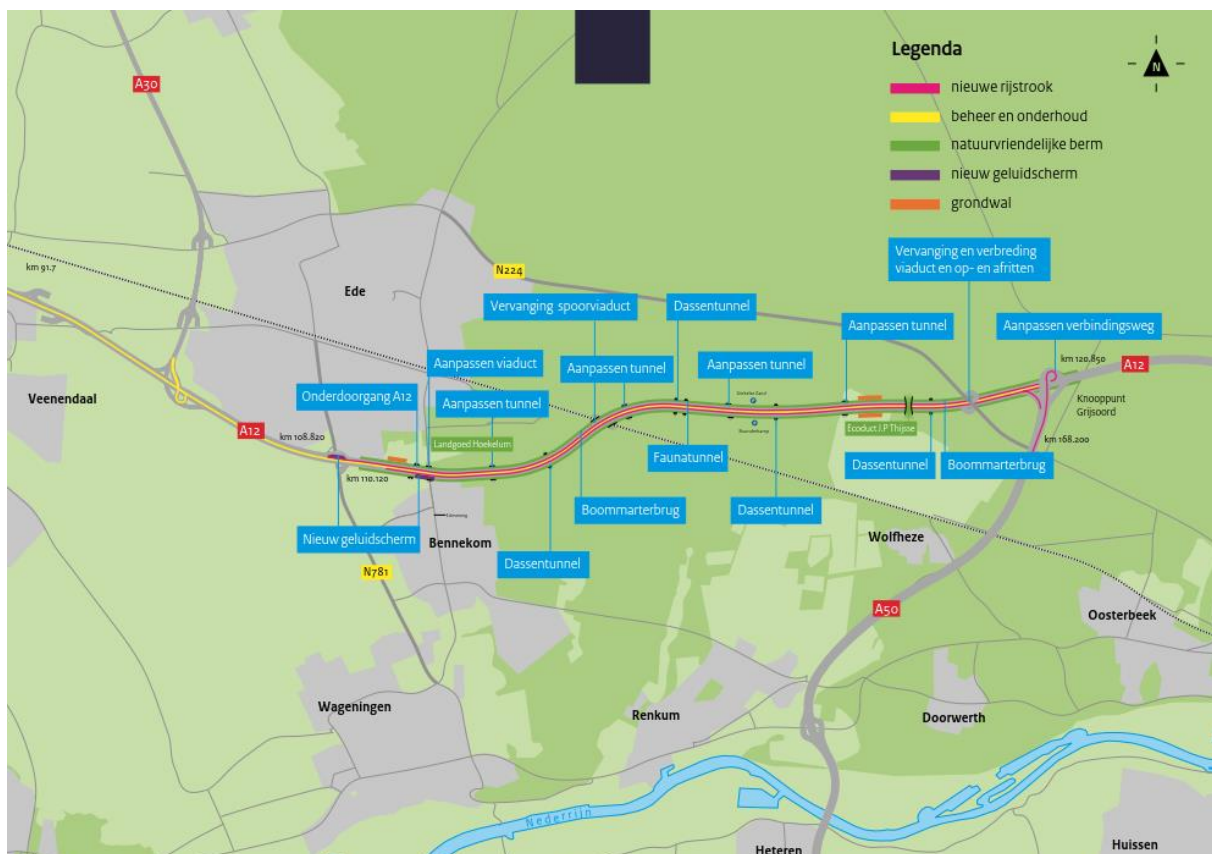 Legenda
nieuwe rijstrook
beheer en onderhoud
natuurvriendelijke berm
nieuw geluidscherm
grondwal
N
A30
km 91.7
Ede
N224
Vervanging en verbreding
viaduct en op- en afritten
Vervanging spoorviaduct
Dassentunnel
Aanpassen tunnel
Aanpassen verbindingsweg
Aanpassen viaduct
Aanpassen tunnel
Aanpassen tunnel
km 120.850
A12
Onderdoorgang A12
Aanpassen tunnel
Veenendaal
Knooppunt
Grijsoord
A12
km 108.820
Landgoed Hoekelum
Ecoduct J.P Thijsse
km 168.200
km 110.120
Faunatunnel
Dassentunnel
Boommarterbrug
Nieuw geluidscherm
Bennekom
Boommarterbrug
Dassentunnel
Wolfheze
Dassentunnel
N781
A50
Oosterbeek
Wageningen
Renkum
Doorwerth
Nederrijn
Heteren
Huissen